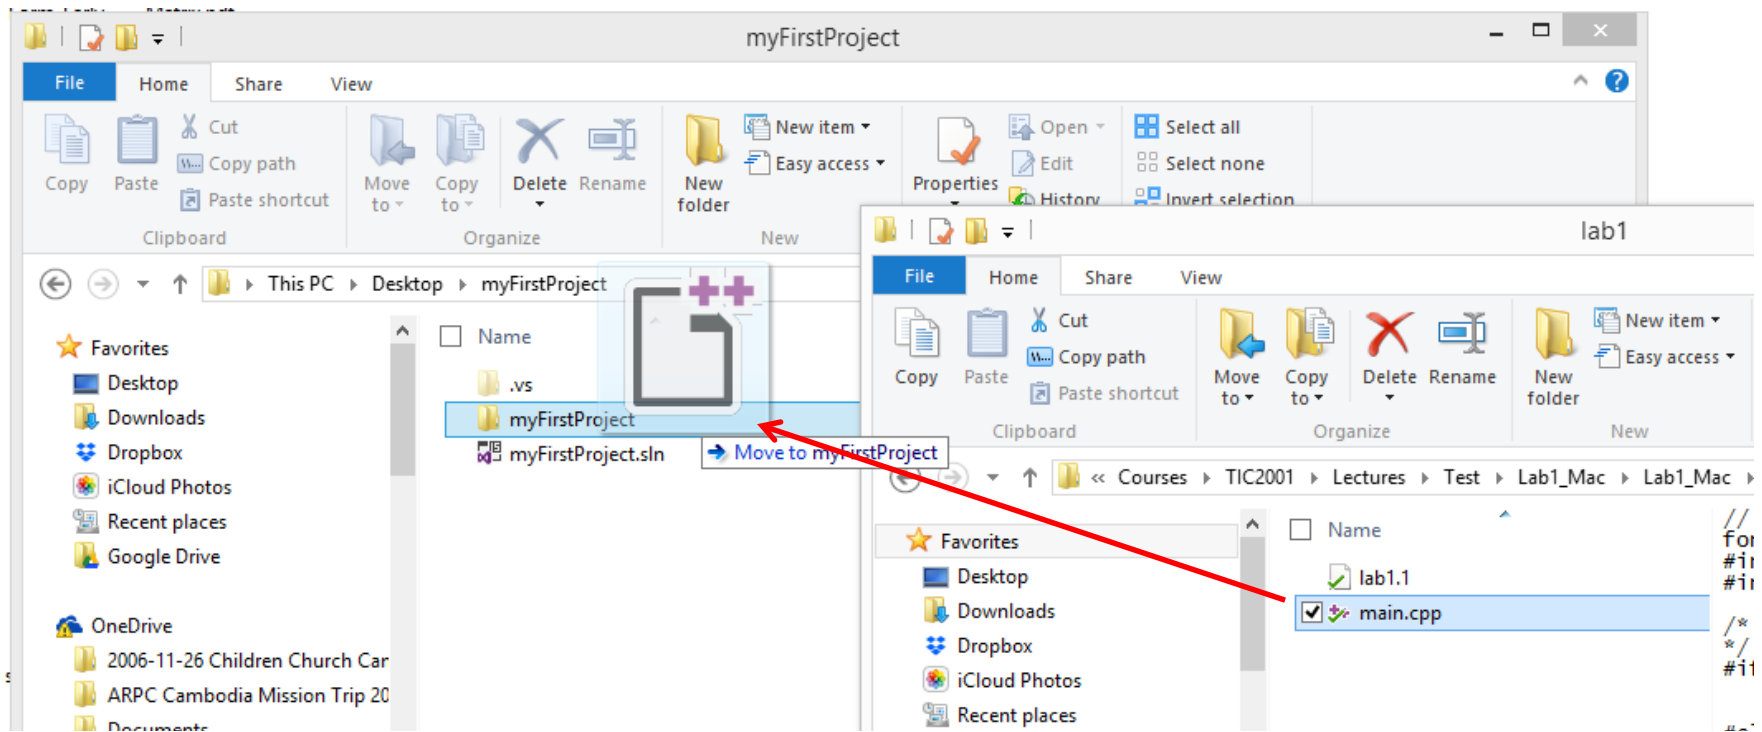 myFirstProject
File Home Share View
Copy
Paste
Cut
Copy path
Paste shortcut
Clipboard
Move to
Copy to
Delete
Rename
Organize
New folder
New item
Easy access
New
Properties
Open
Edit
History
Select all
Select none
Invert selection
This PC Desktop myFirstProject
Favorites
Desktop
Downloads
Dropbox
iCloud Photos
Recent places
Google Drive
OneDrive
2006-11-26 Children Church Car
ARPC Cambodia Mission Trip 20
Documents
Name
.vs
myFirstProject
myFirstProject.sln
Move to myFirstProject
lab1
File Home Share View
Copy
Paste
Cut
Copy path
Paste shortcut
Clipboard
Move to
Copy to
Delete
Rename
Organize
New folder
New item
Easy access
New
« Courses TIC2001 Lectures Test Lab1_Mac Lab1_Mac
Favorites
Desktop
Downloads
Dropbox
iCloud Photos
Recent places
Name
lab1.1
main.cpp
//
/*
*/